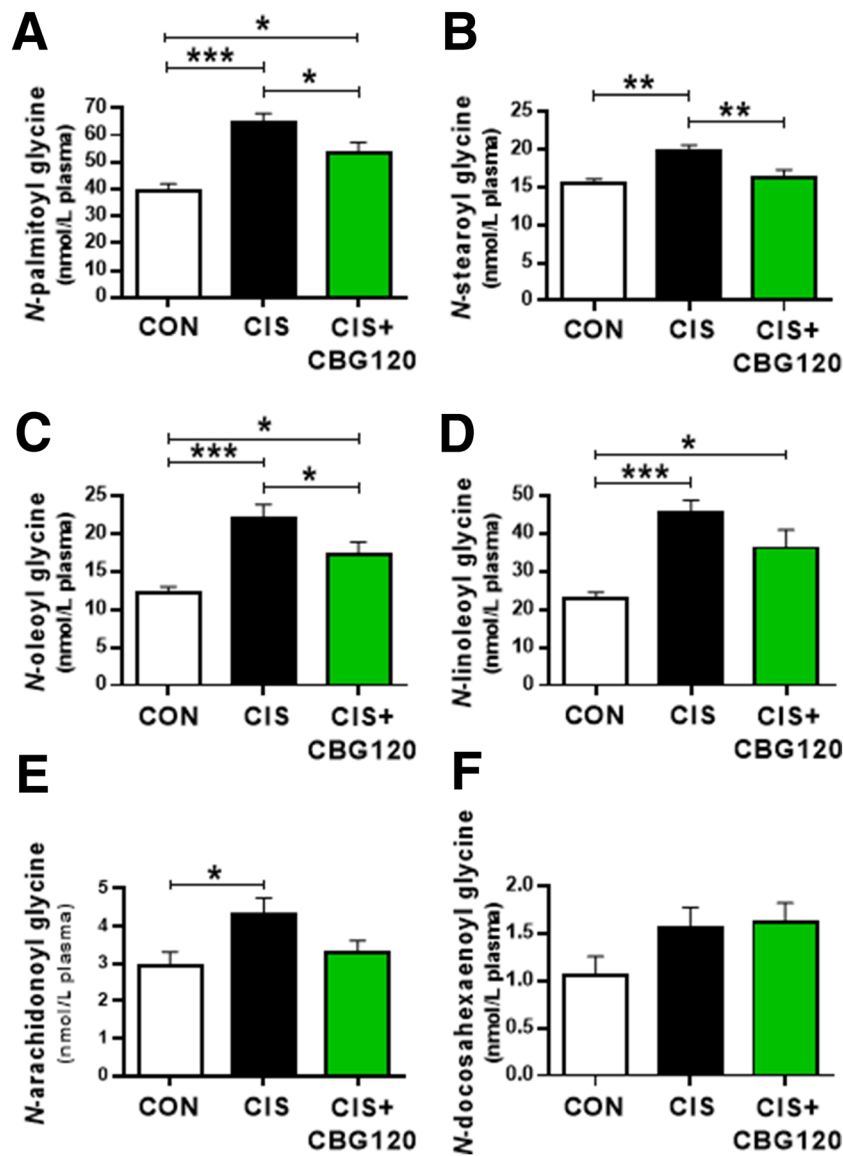 A
*
***
*
N-palmitoyl glycine
(nmol/L plasma)
70
60
50
40
30
20
10
0
CON
CIS
CIS+
CBG120
B
**
**
N-stearoyl glycine
(nmol/L plasma)
25
20
15
10
5
0
CON
CIS
CIS+
CBG120
C
*
***
*
N-oleoyl glycine
(nmol/L plasma)
25
20
15
10
5
0
CON
CIS
CIS+
CBG120
D
*
***
N-linoleoyl glycine
(nmol/L plasma)
50
40
30
20
10
0
CON
CIS
CIS+
CBG120
E
*
N-arachidonoyl glycine
(nmol/L plasma)
5
4
3
2
1
0
CON
CIS
CIS+
CBG120
F
N-docosahexaenoyl glycine
(nmol/L plasma)
2.0
1.5
1.0
0.5
0.0
CON
CIS
CIS+
CBG120